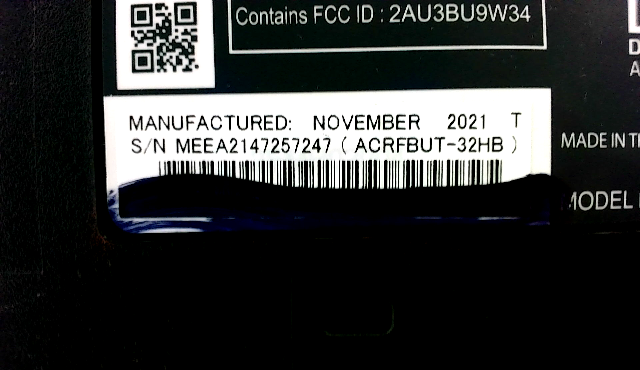 Contains FCC ID : 2AU3BU9W34
MANUFACTURED: NOVEMBER 2021 T
S/N MEEA2147257247 ( ACRFBUT-32HB )
MADE IN
MODEL